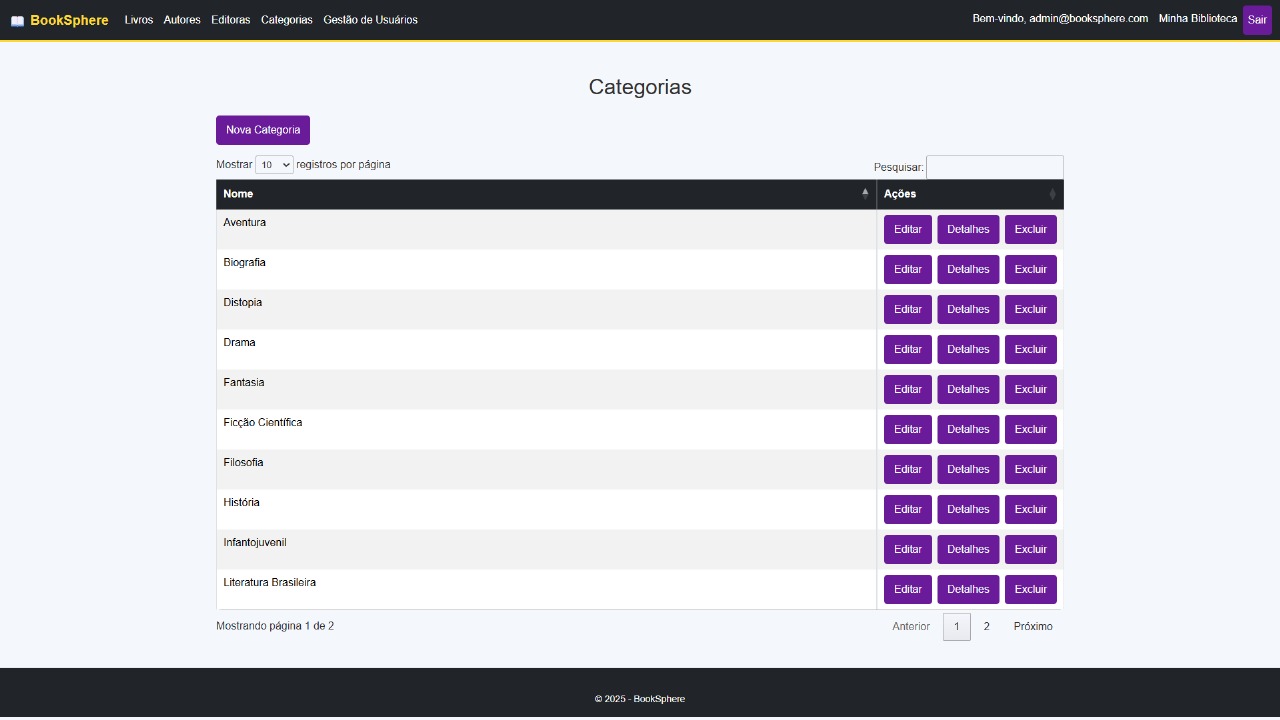 BookSphere Livros Autores Editoras Categorias Gestão de Usuários Bem-vindo, admin@booksphere.com Minha Biblioteca Sair
Categorias
Nova Categoria
Mostrar 10 registros por página Pesquisar:
Nome Ações
Aventura Editar Detalhes Excluir
Biografia Editar Detalhes Excluir
Distopia Editar Detalhes Excluir
Drama Editar Detalhes Excluir
Fantasia Editar Detalhes Excluir
Ficção Científica Editar Detalhes Excluir
Filosofia Editar Detalhes Excluir
História Editar Detalhes Excluir
Infantojuvenil Editar Detalhes Excluir
Literatura Brasileira Editar Detalhes Excluir
Mostrando página 1 de 2 Anterior 1 2 Próximo
© 2025 - BookSphere